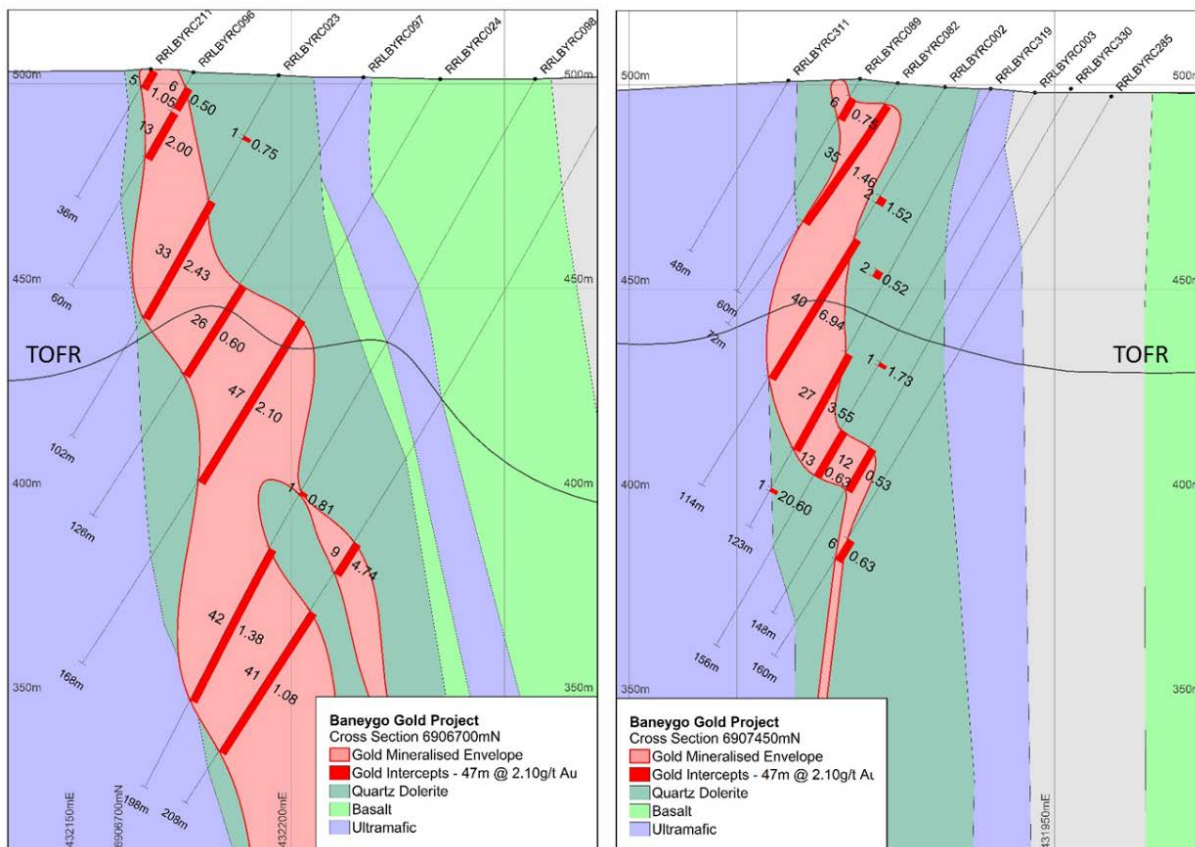 RRLBYRC211
RRLBYRC096
RRLBYRC023
RRLBYRC097
RRLBYRC024
RRLBYRC098
500m
500m
5
1.05
6
0.50
13
2.00
1
0.75
36m
33
2.43
60m
450m
450m
26
0.60
TOFR
47
2.10
102m
400m
400m
1
0.81
126m
9
4.74
42
1.38
168m
41
1.08
350m
350m
198m
208m
432150mE
6906700mN
432200mE
Baneygo Gold Project
Cross Section 6906700mN
Gold Mineralised Envelope
Gold Intercepts - 47m @ 2.10g/t Au
Quartz Dolerite
Basalt
Ultramafic
RRLBYRC311
RRLBYRC089
RRLBYRC082
RRLBYRC002
RRLBYRC319
RRLBYRC003
RRLBYRC330
RRLBYRC285
500m
500m
6
0.75
35
1.46
2
1.52
48m
2
0.52
450m
450m
60m
72m
40
6.94
TOFR
1
1.73
27
3.55
13
0.63
12
0.53
400m
400m
114m
1
20.60
123m
6
0.63
148m
156m
160m
350m
350m
Baneygo Gold Project
Cross Section 6907450mN
Gold Mineralised Envelope
Gold Intercepts - 47m @ 2.10g/t Au
Quartz Dolerite
Basalt
Ultramafic
431950mE